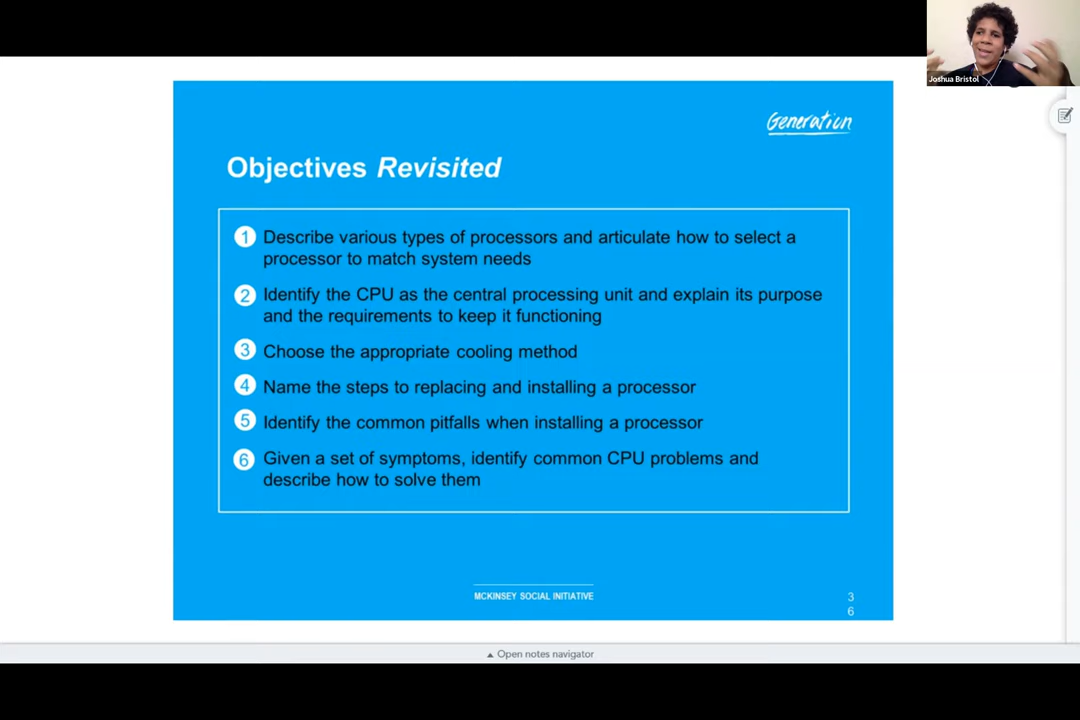 Joshua Bristol
Generation
Objectives Revisited
1 Describe various types of processors and articulate how to select a
processor to match system needs
2 Identify the CPU as the central processing unit and explain its purpose
and the requirements to keep it functioning
3 Choose the appropriate cooling method
4 Name the steps to replacing and installing a processor
5 Identify the common pitfalls when installing a processor
6 Given a set of symptoms, identify common CPU problems and
describe how to solve them
MCKINSEY SOCIAL INITIATIVE
3
6
▲ Open notes navigator